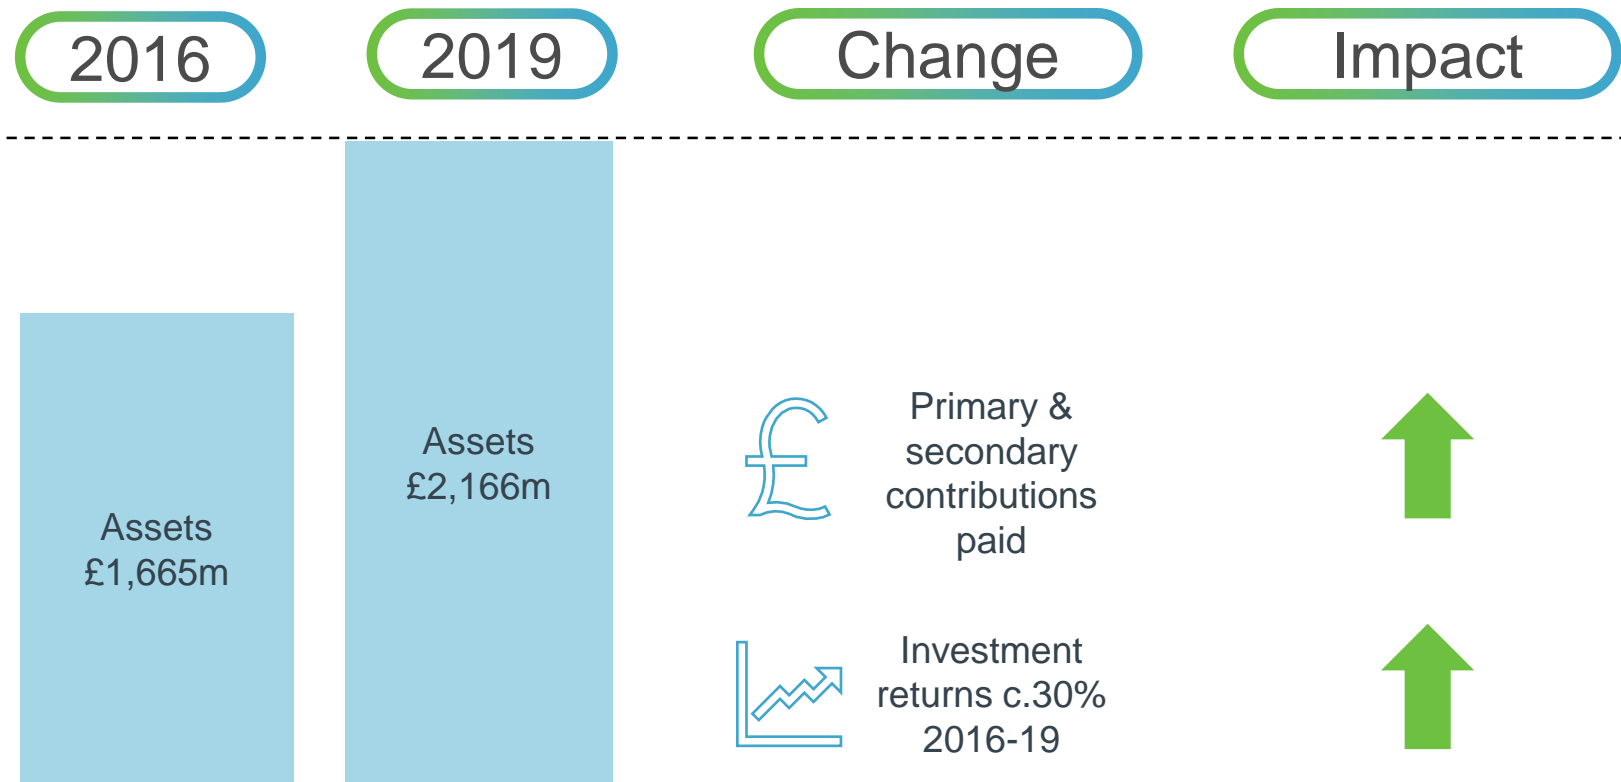 2016
2019
Change
Impact
Assets
£1,665m
Assets
£2,166m
Primary &
secondary
contributions
paid
Investment
returns c.30%
2016-19